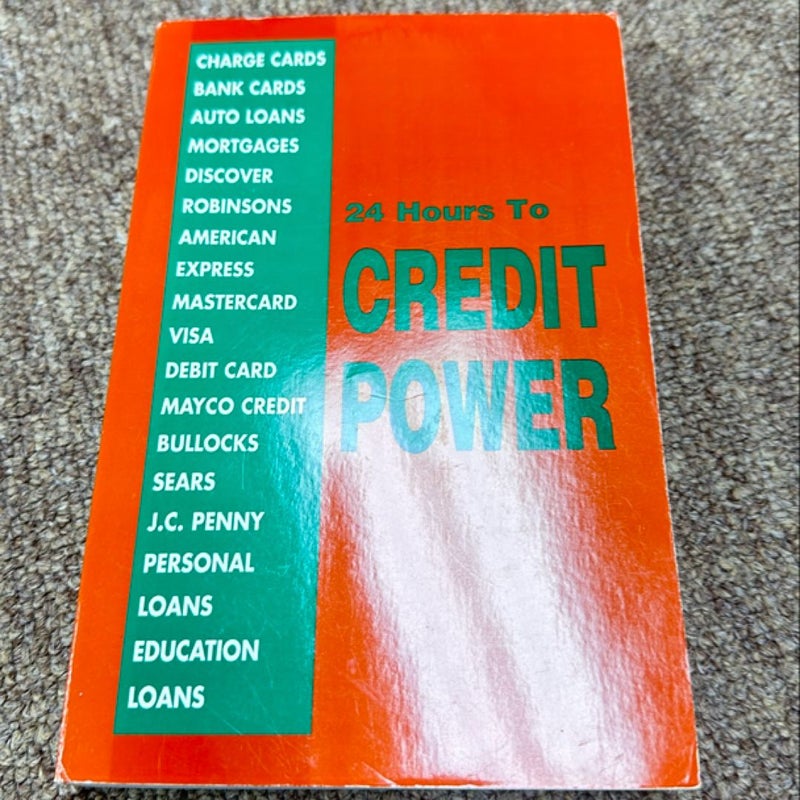 CHARGE CARDS
BANK CARDS
AUTO LOANS
MORTGAGES
DISCOVER
ROBINSONS
AMERICAN
EXPRESS
MASTERCARD
VISA
DEBIT CARD
MAYCO CREDIT
BULLOCKS
SEARS
J.C. PENNY
PERSONAL
LOANS
EDUCATION
LOANS
24 Hours To
CREDIT
POWER